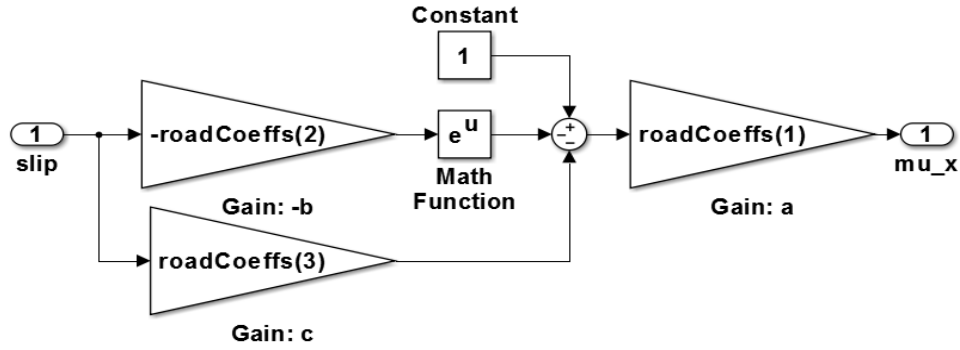 Constant
1
1
slip
-roadCoeffs(2)
Gain: -b
e^u
Math
Function
+
−
−
roadCoeffs(1)
Gain: a
1
mu_x
roadCoeffs(3)
Gain: c